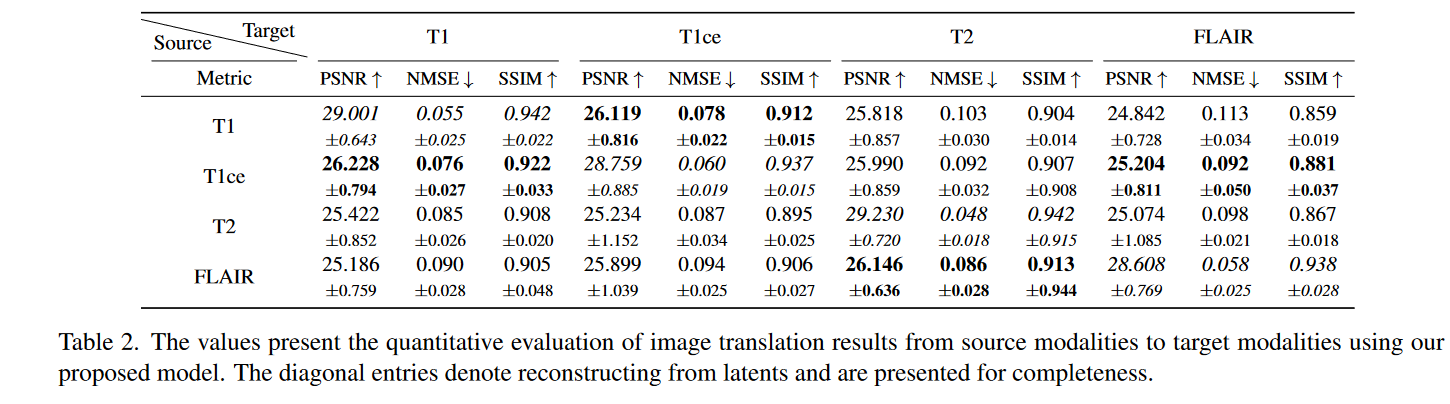 Target
Source T1 T1ce T2 FLAIR
Metric PSNR ↑ NMSE ↓ SSIM ↑ PSNR ↑ NMSE ↓ SSIM ↑ PSNR ↑ NMSE ↓ SSIM ↑ PSNR ↑ NMSE ↓ SSIM ↑
T1 29.001 0.055 0.942 26.119 0.078 0.912 25.818 0.103 0.904 24.842 0.113 0.859
±0.643 ±0.025 ±0.022 ±0.816 ±0.022 ±0.015 ±0.857 ±0.030 ±0.014 ±0.728 ±0.034 ±0.019
T1ce 26.228 0.076 0.922 28.759 0.060 0.937 25.990 0.092 0.907 25.204 0.092 0.881
±0.794 ±0.027 ±0.033 ±0.885 ±0.019 ±0.015 ±0.859 ±0.032 ±0.908 ±0.811 ±0.050 ±0.037
T2 25.422 0.085 0.908 25.234 0.087 0.895 29.230 0.048 0.942 25.074 0.098 0.867
±0.852 ±0.026 ±0.020 ±1.152 ±0.034 ±0.025 ±0.720 ±0.018 ±0.915 ±1.085 ±0.021 ±0.018
FLAIR 25.186 0.090 0.905 25.899 0.094 0.906 26.146 0.086 0.913 28.608 0.058 0.938
±0.759 ±0.028 ±0.048 ±1.039 ±0.025 ±0.027 ±0.636 ±0.028 ±0.944 ±0.769 ±0.025 ±0.028
Table 2. The values present the quantitative evaluation of image translation results from source modalities to target modalities using our
proposed model. The diagonal entries denote reconstructing from latents and are presented for completeness.